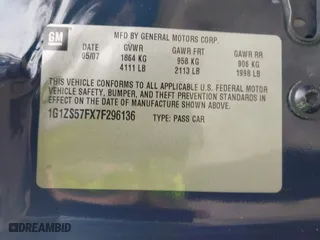 GM
MFD BY GENERAL MOTORS CORP.
DATE GVWR GAWR FRT GAWR RR
05/07 1864 KG 958 KG 906 KG
4111 LB 2113 LB 1998 LB
THIS VEHICLE CONFORMS TO ALL APPLICABLE U.S. FEDERAL MOTOR
VEHICLE SAFETY, BUMPER, AND THEFT PREVENTION STANDARDS IN
EFFECT ON THE DATE OF MANUFACTURE SHOWN ABOVE.
1G1ZS57FX7F296136 TYPE: PASS CAR
DREAMBID